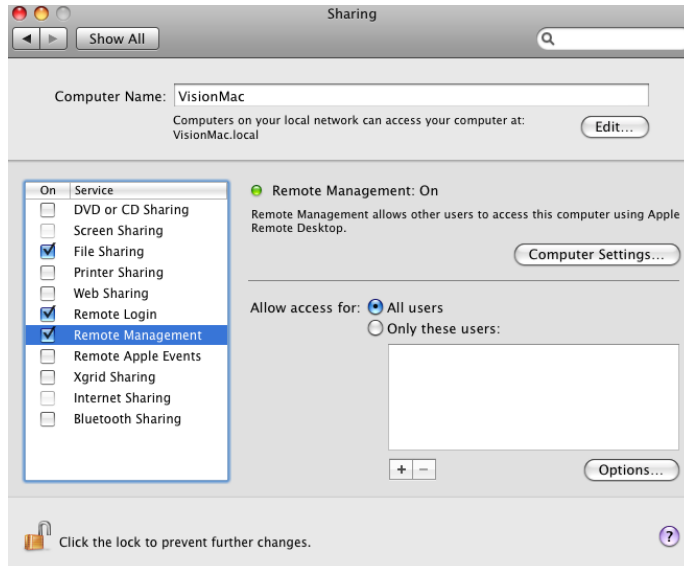 Sharing
Show All
Computer Name: VisionMac
Computers on your local network can access your computer at:
VisionMac.local
Edit...
On Service
DVD or CD Sharing
Screen Sharing
File Sharing
Printer Sharing
Web Sharing
Remote Login
Remote Management
Remote Apple Events
Xgrid Sharing
Internet Sharing
Bluetooth Sharing
Remote Management: On
Remote Management allows other users to access this computer using Apple
Remote Desktop.
Computer Settings...
Allow access for: All users
Only these users:
+ −
Options...
Click the lock to prevent further changes.
?